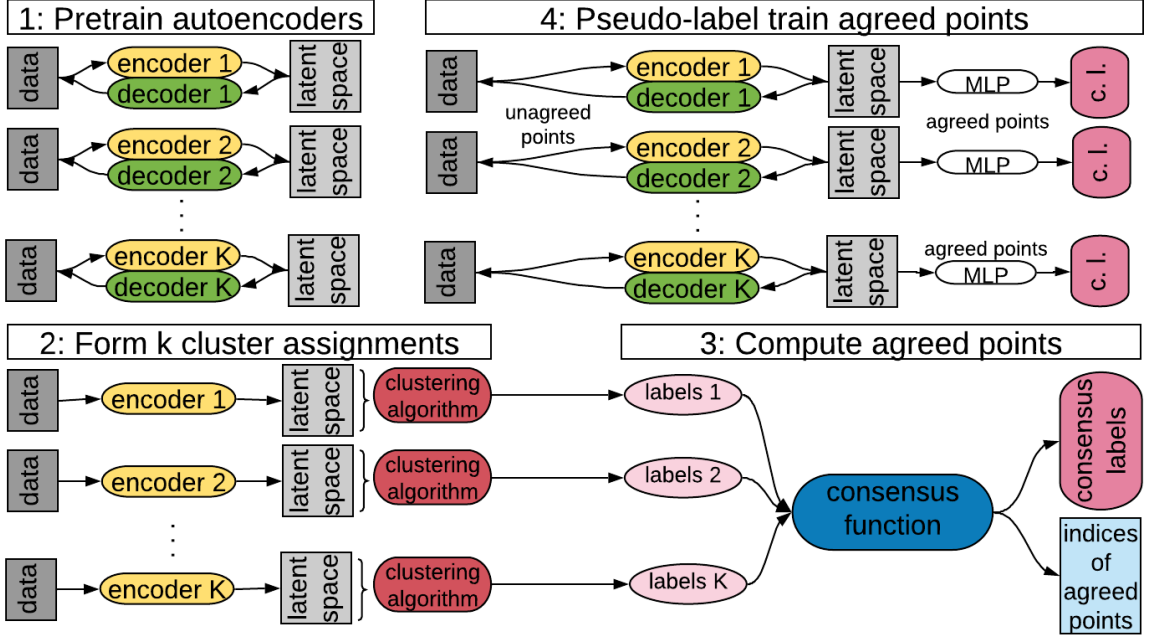 1: Pretrain autoencoders
data
encoder 1
decoder 1
latent
space
data
encoder 2
decoder 2
latent
space
data
encoder K
decoder K
latent
space
4: Pseudo-label train agreed points
data
encoder 1
decoder 1
latent
space
MLP
c. l.
unagreed
points
agreed points
data
encoder 2
decoder 2
latent
space
MLP
c. l.
data
encoder K
decoder K
latent
space
agreed points
MLP
c. l.
2: Form k cluster assignments
data
encoder 1
latent
space
clustering
algorithm
data
encoder 2
latent
space
clustering
algorithm
data
encoder K
latent
space
clustering
algorithm
3: Compute agreed points
labels 1
labels 2
labels K
consensus
function
consensus
labels
indices
of
agreed
points